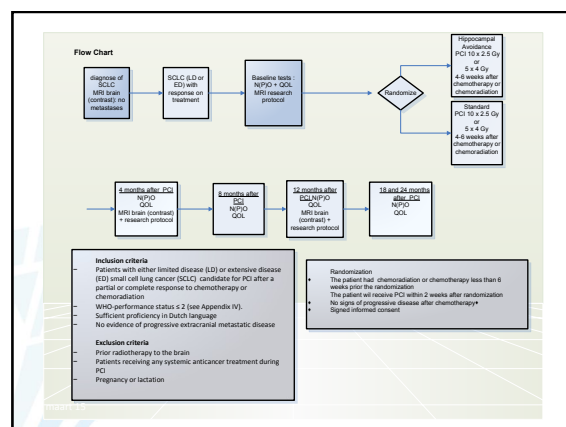 Flow Chart
diagnose of
SCLC
MRI brain
(contrast): no
metastases
SCLC (LD or
ED) with
response on
treatment
Baseline tests :
N(P)O + QOL
MRI research
protocol
Randomize
Hippocampal
Avoidance
PCI 10 x 2.5 Gy
or
5 x 4 Gy
4-6 weeks after
chemotherapy or
chemoradiation
Standard
PCI 10 x 2.5 Gy
or
5 x 4 Gy
4-6 weeks after
chemotherapy or
chemoradiation
4 months after PCI
N(P)O
QOL
MRI brain (contrast)
+ research protocol
8 months after
PCI
N(P)O
QOL
12 months after
PCI N(P)O
QOL
MRI brain
(contrast) +
research protocol
18 and 24 months
after PCI
N(P)O
QOL
Inclusion criteria
– Patients with either limited disease (LD) or extensive disease
(ED) small cell lung cancer (SCLC) candidate for PCI after a
partial or complete response to chemotherapy or
chemoradiation
– WHO-performance status ≤ 2 (see Appendix IV).
– Sufficient proficiency in Dutch language
– No evidence of progressive extracranial metastatic disease
Exclusion criteria
– Prior radiotherapy to the brain
– Patients receiving any systemic anticancer treatment during
PCI
– Pregnancy or lactation
Randomization
– The patient had chemoradiation or chemotherapy less than 6
weeks prior the randomization
– The patient wil receive PCI within 2 weeks after randomization
– No signs of progressive disease after chemotherapy♦
– Signed informed consent